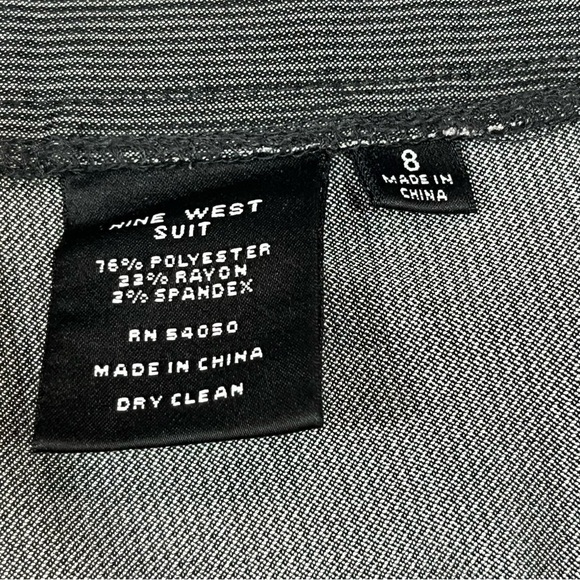 NINE WEST
SUIT
76% POLYESTER
22% RAYON
2% SPANDEX
RN 54050
MADE IN CHINA
DRY CLEAN
8
MADE IN
CHINA